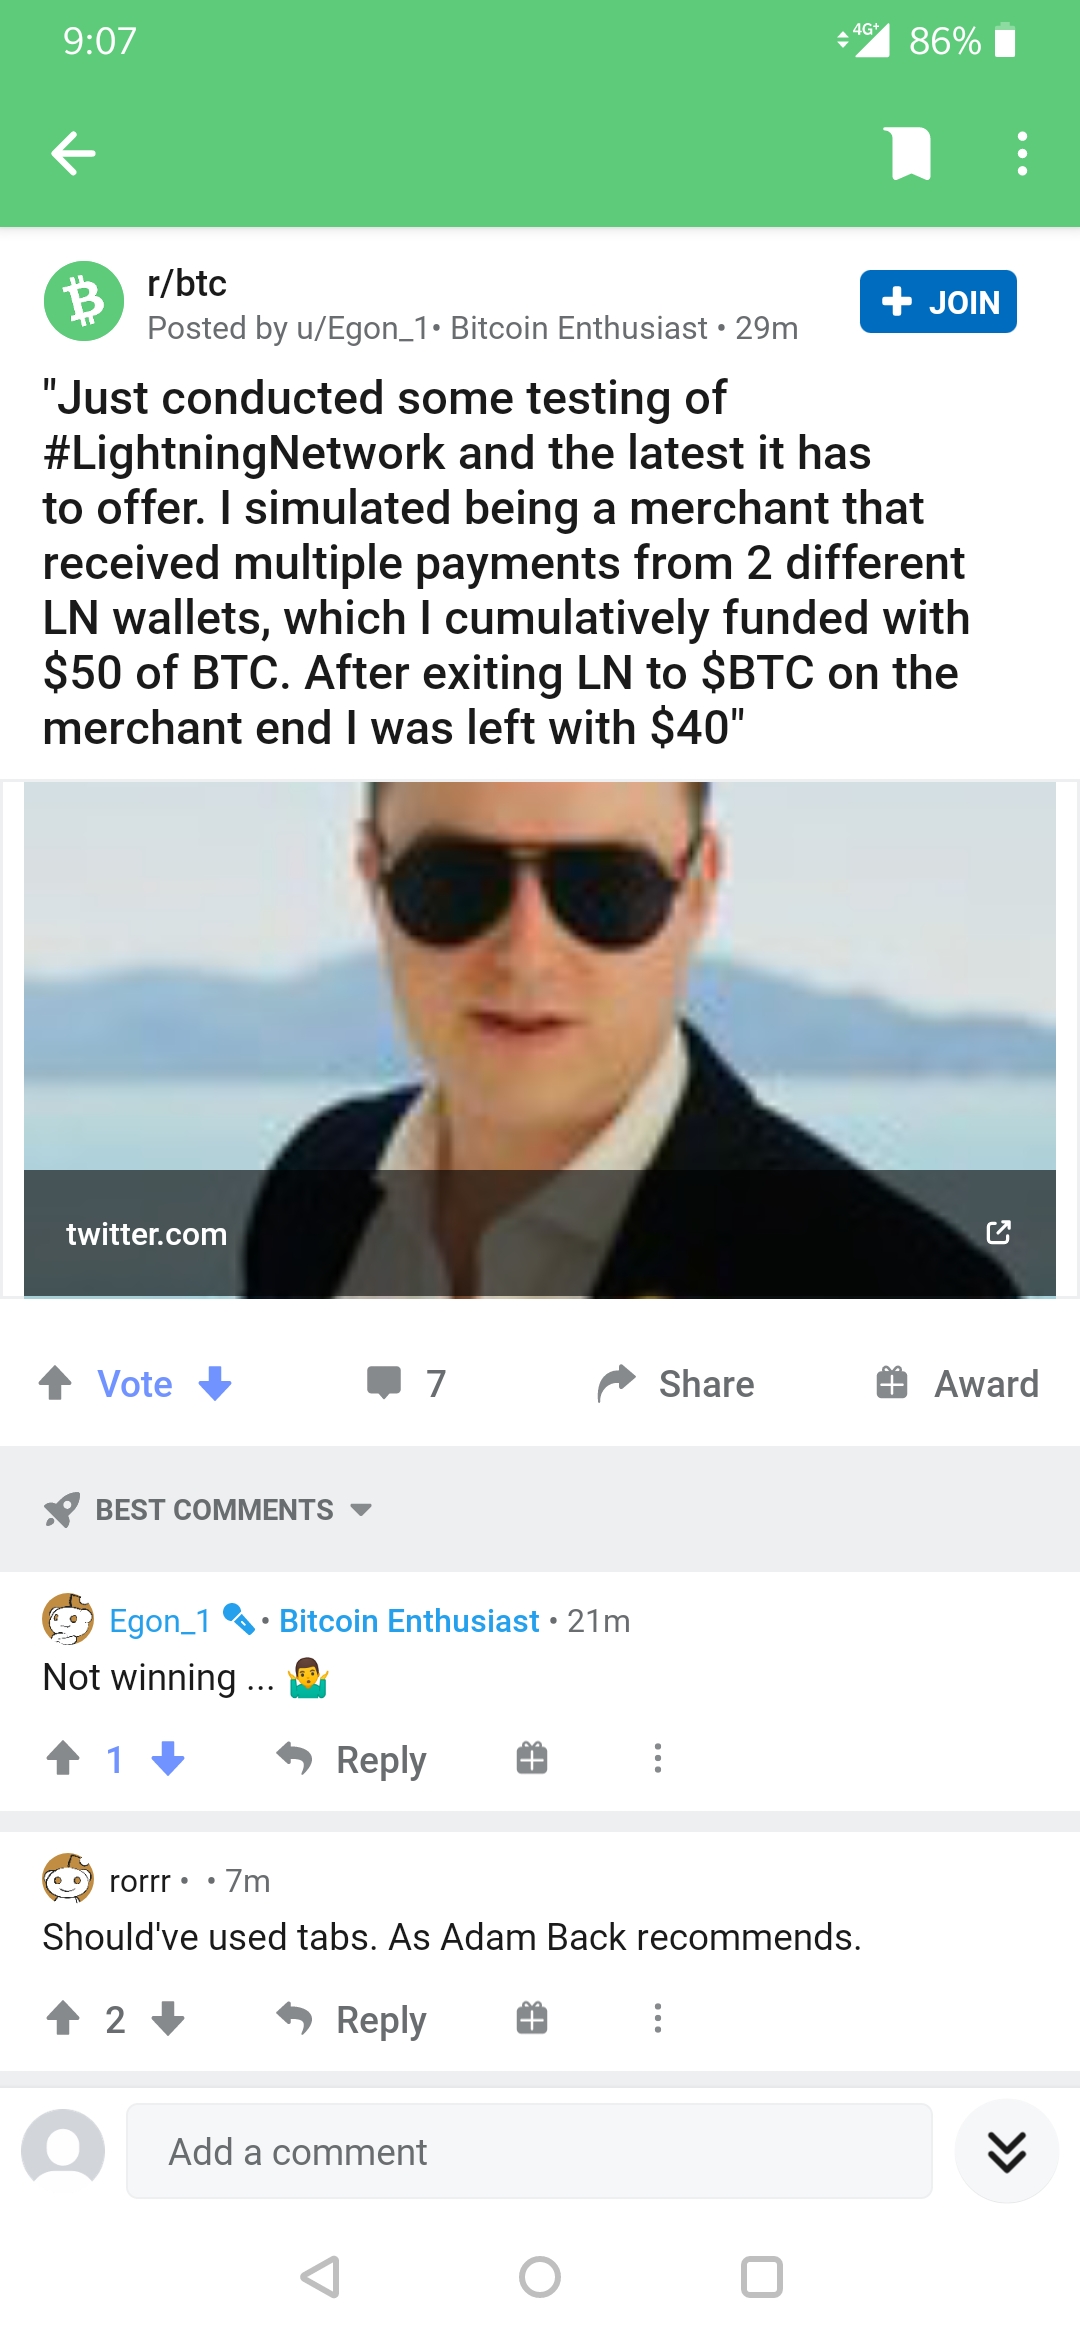 9:07
4G+ 86%
r/btc
Posted by u/Egon_1• Bitcoin Enthusiast • 29m
JOIN
"Just conducted some testing of
#LightningNetwork and the latest it has
to offer. I simulated being a merchant that
received multiple payments from 2 different
LN wallets, which I cumulatively funded with
$50 of BTC. After exiting LN to $BTC on the
merchant end I was left with $40"
twitter.com
Vote 7 Share Award
BEST COMMENTS
Egon_1 • Bitcoin Enthusiast • 21m
Not winning ... 🤷‍♂️
1 Reply
rorrr • • 7m
Should've used tabs. As Adam Back recommends.
2 Reply
Add a comment